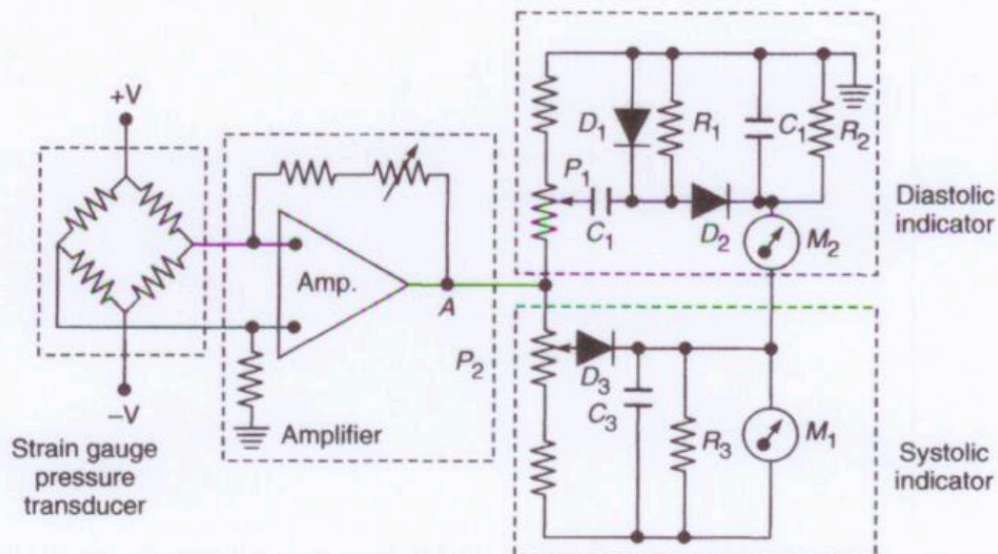 +V
–V
Strain gauge
pressure
transducer
Amp.
A
Amplifier
D1
R1
C1
R2
P1
C1
D2
M2
Diastolic
indicator
P2
D3
C3
R3
M1
Systolic
indicator